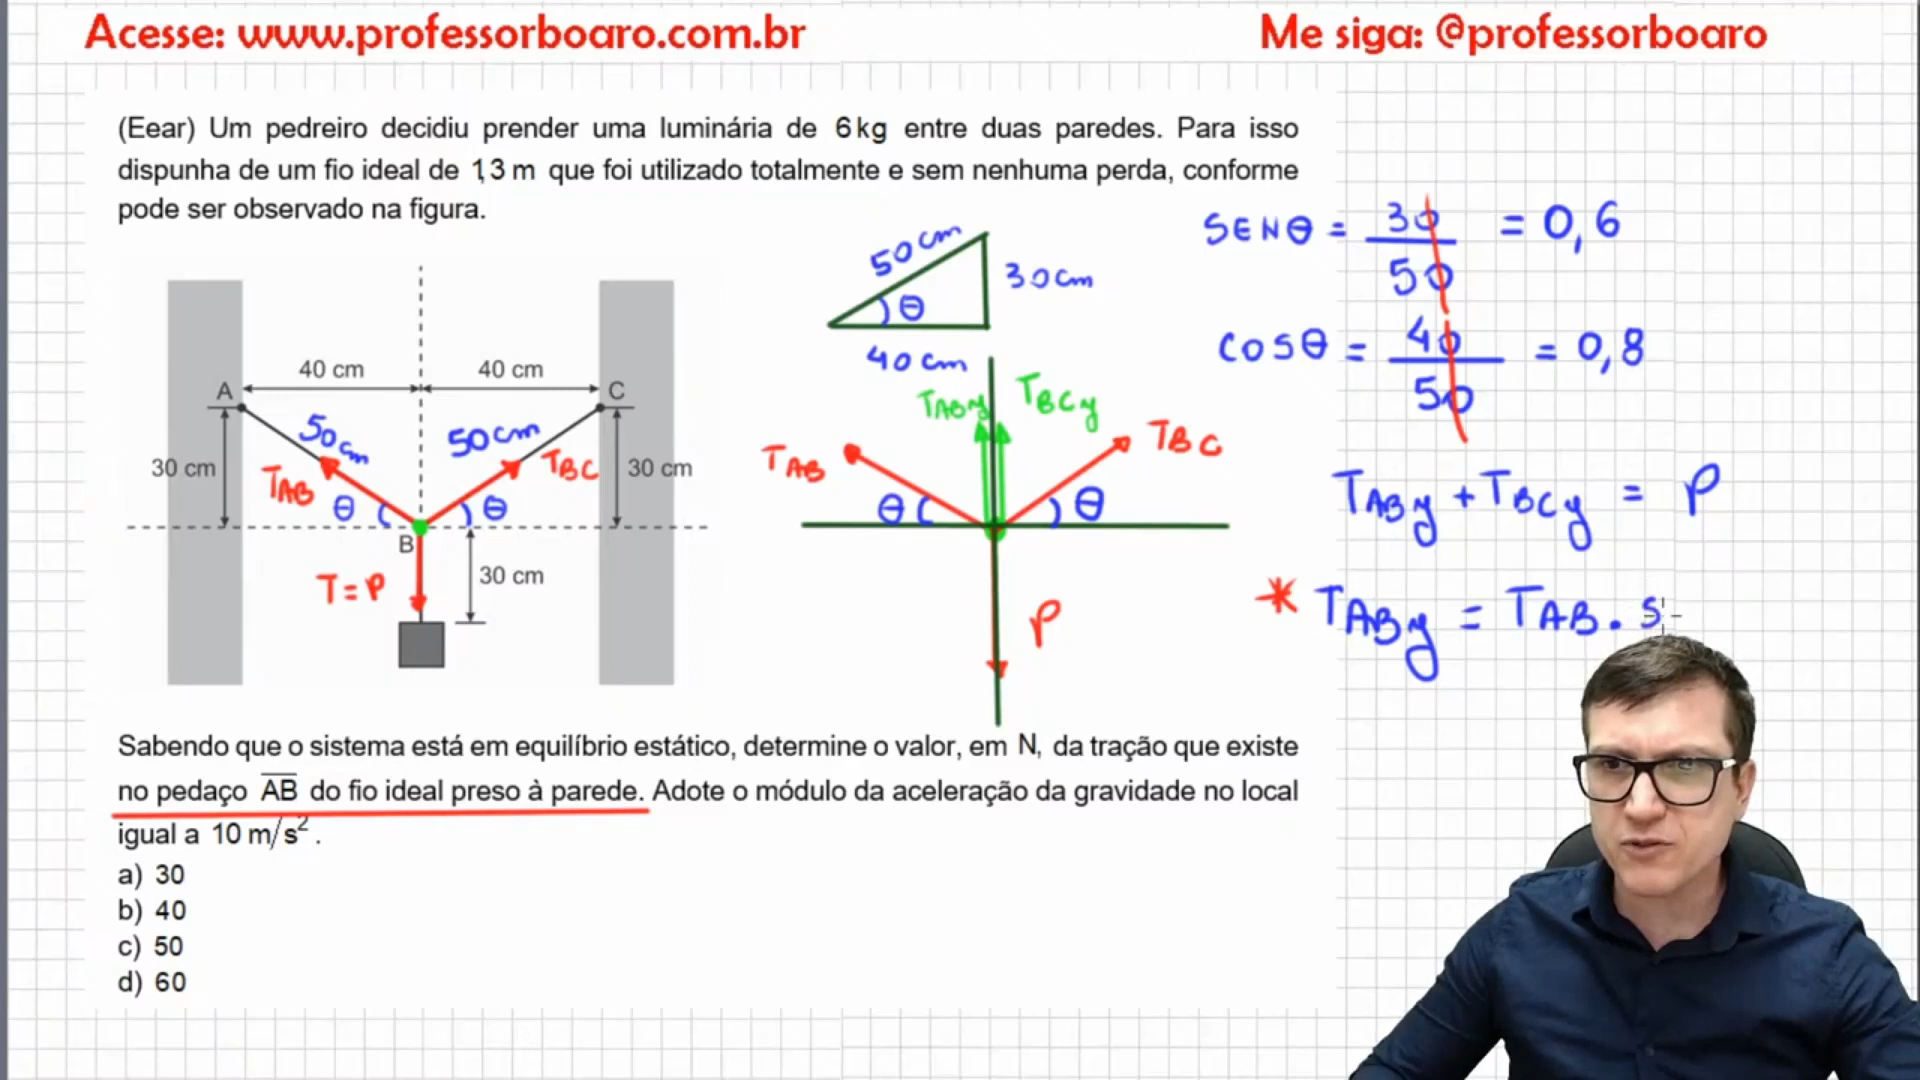 Acesse: www.professorboaro.com.br
Me siga: @professorboaro
(Eear) Um pedreiro decidiu prender uma luminária de 6 kg entre duas paredes. Para isso
dispunha de um fio ideal de 1,3 m que foi utilizado totalmente e sem nenhuma perda, conforme
pode ser observado na figura.
40 cm
40 cm
A
C
50 cm
50 cm
30 cm
TAB
TBC
30 cm
θ
θ
B
T = P
30 cm
50 cm
30 cm
θ
40 cm
TABy
TBCy
TAB
TBC
θ
θ
P
SENθ = 30/50 = 0,6
COSθ = 40/50 = 0,8
TABy + TBCy = P
* TABy = TAB . S
Sabendo que o sistema está em equilíbrio estático, determine o valor, em N, da tração que existe
no pedaço A̅B̅ do fio ideal preso à parede. Adote o módulo da aceleração da gravidade no local
igual a 10 m/s².
a) 30
b) 40
c) 50
d) 60